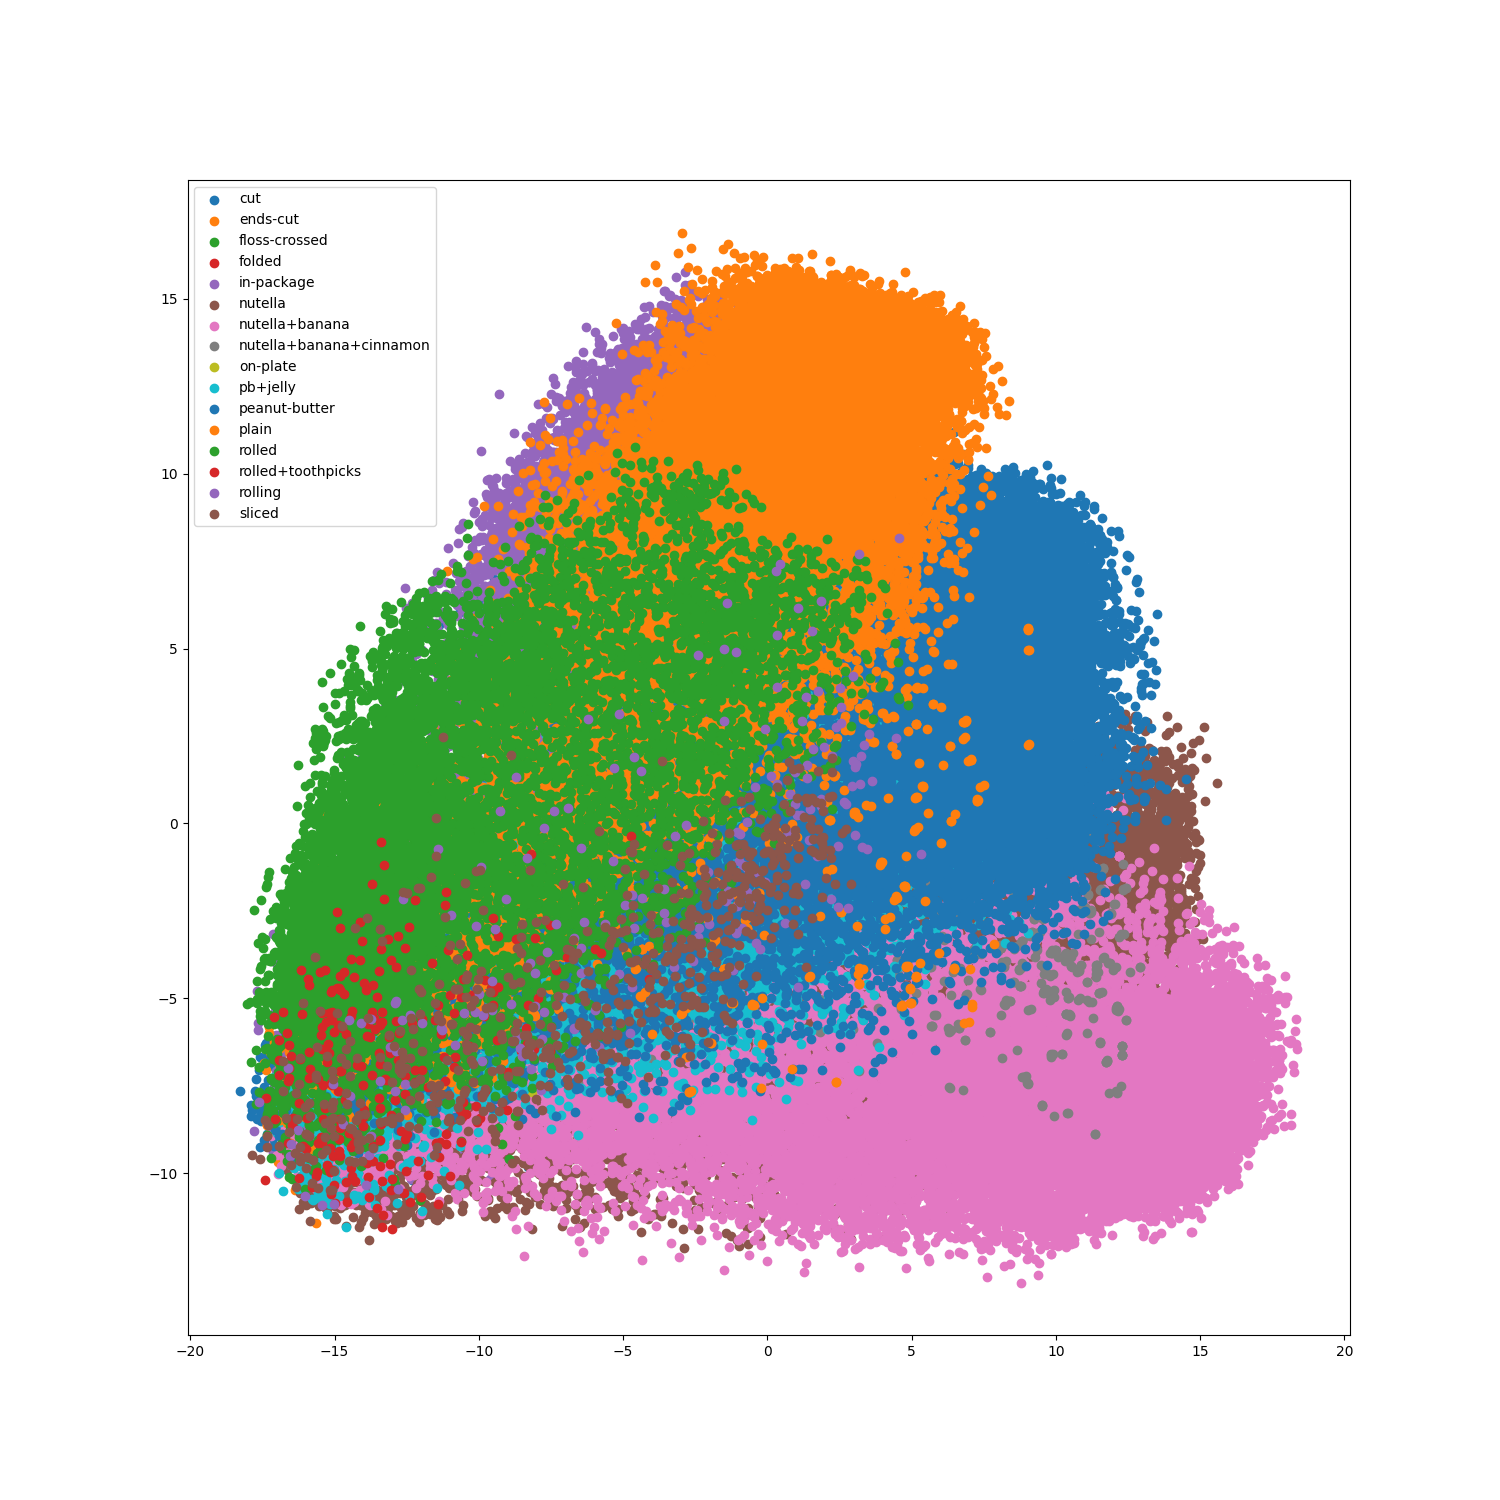 cut
ends-cut
floss-crossed
folded
in-package
nutella
nutella+banana
nutella+banana+cinnamon
on-plate
pb+jelly
peanut-butter
plain
rolled
rolled+toothpicks
rolling
sliced
15
10
5
0
−5
−10
−20 −15 −10 −5 0 5 10 15 20